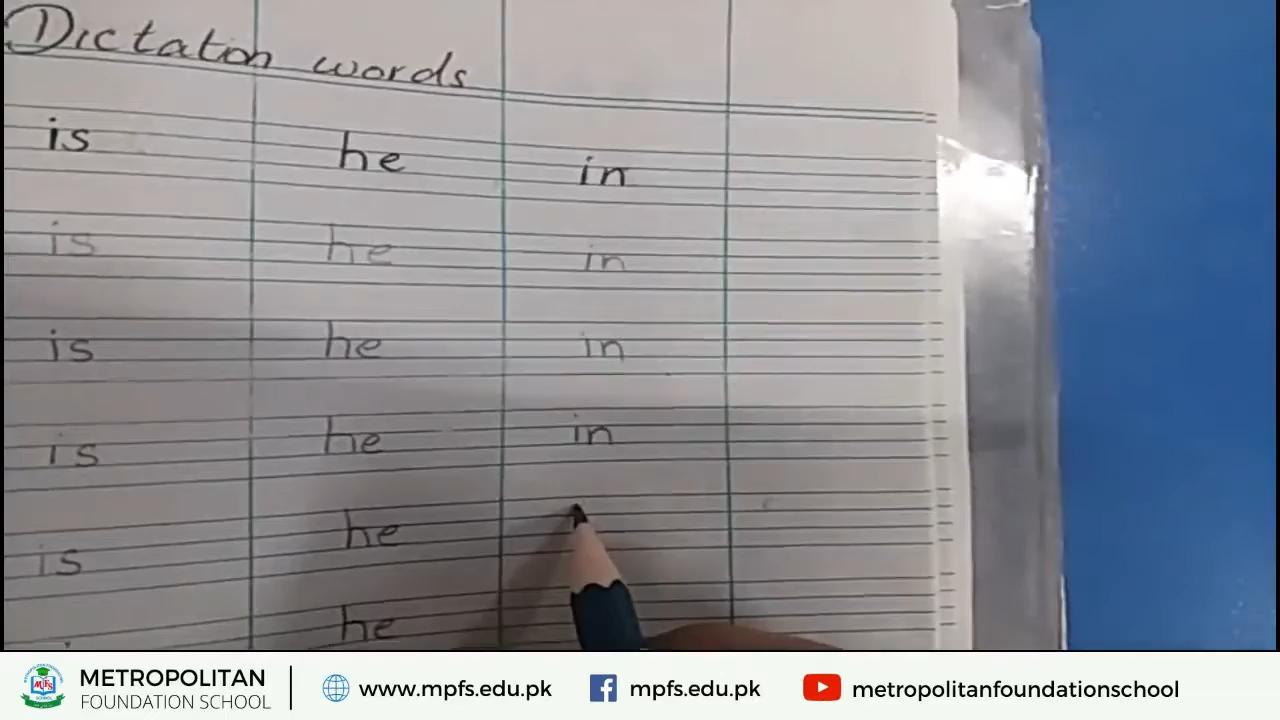 Dictation words
is he in
is he in
is he in
is he in
is he
he
METROPOLITAN
FOUNDATION SCHOOL
www.mpfs.edu.pk
mpfs.edu.pk
metropolitanfoundationschool